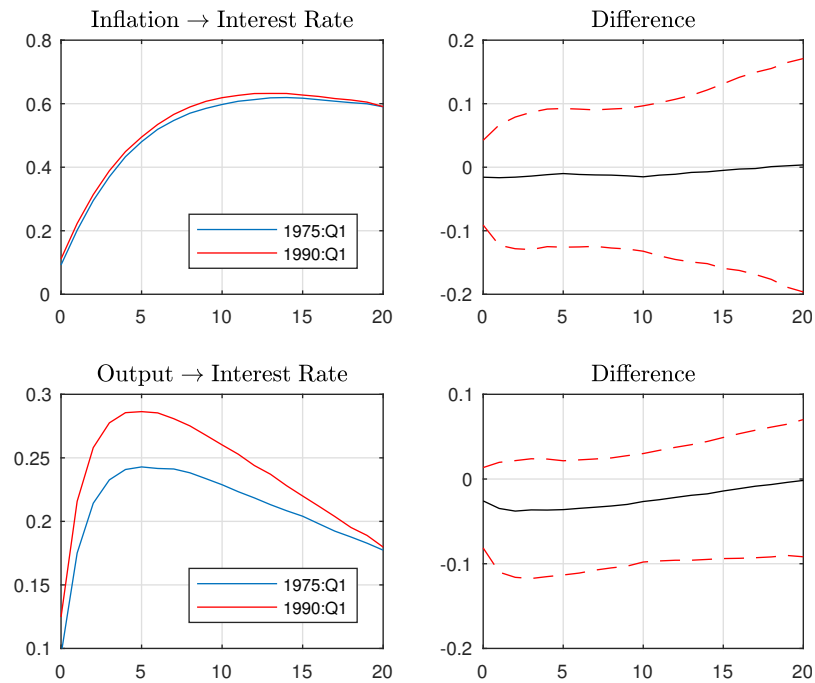 Inflation → Interest Rate
0.8
0.6
0.4
0.2
0
0 5 10 15 20
1975:Q1
1990:Q1
Difference
0.2
0.1
0
-0.1
-0.2
0 5 10 15 20
Output → Interest Rate
0.3
0.25
0.2
0.15
0.1
0 5 10 15 20
1975:Q1
1990:Q1
Difference
0.1
0
-0.1
-0.2
0 5 10 15 20